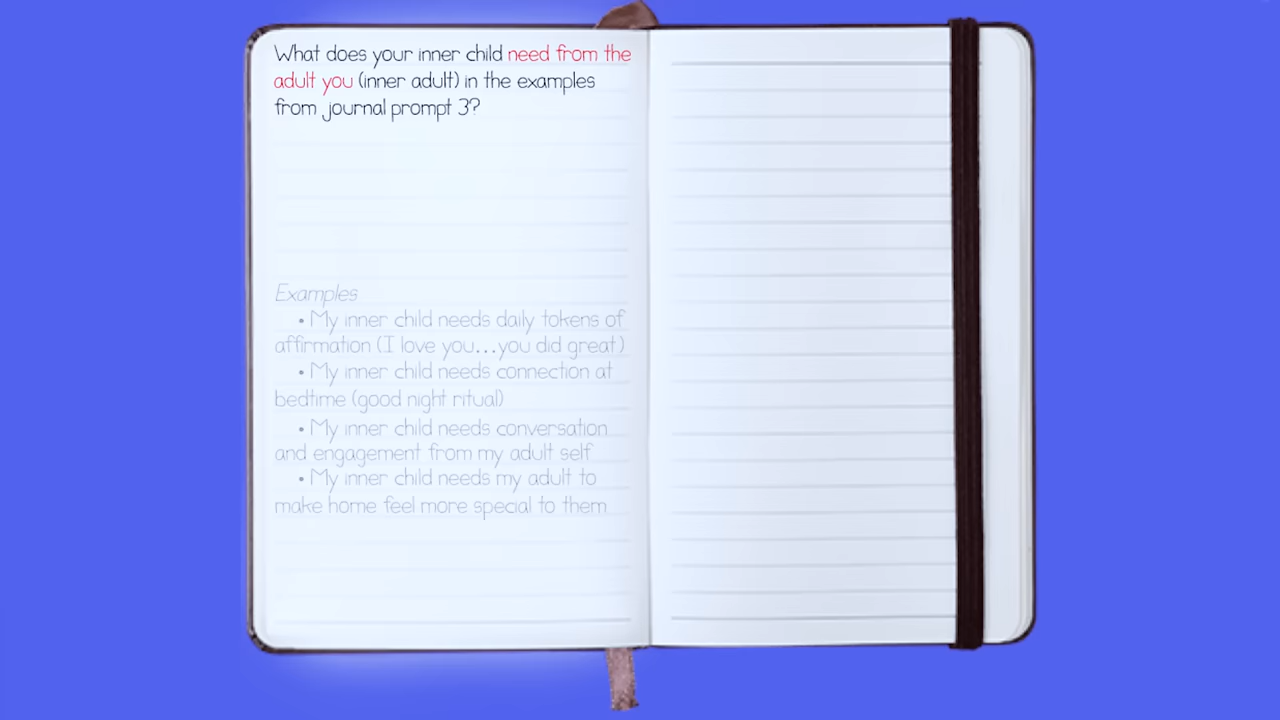 What does your inner child need from the
adult you (inner adult) in the examples
from journal prompt 3?
Examples
• My inner child needs daily tokens of
affirmation (I love you...you did great)
• My inner child needs connection at
bedtime (good night ritual)
• My inner child needs conversation
and engagement from my adult self
• My inner child needs my adult to
make home feel more special to them